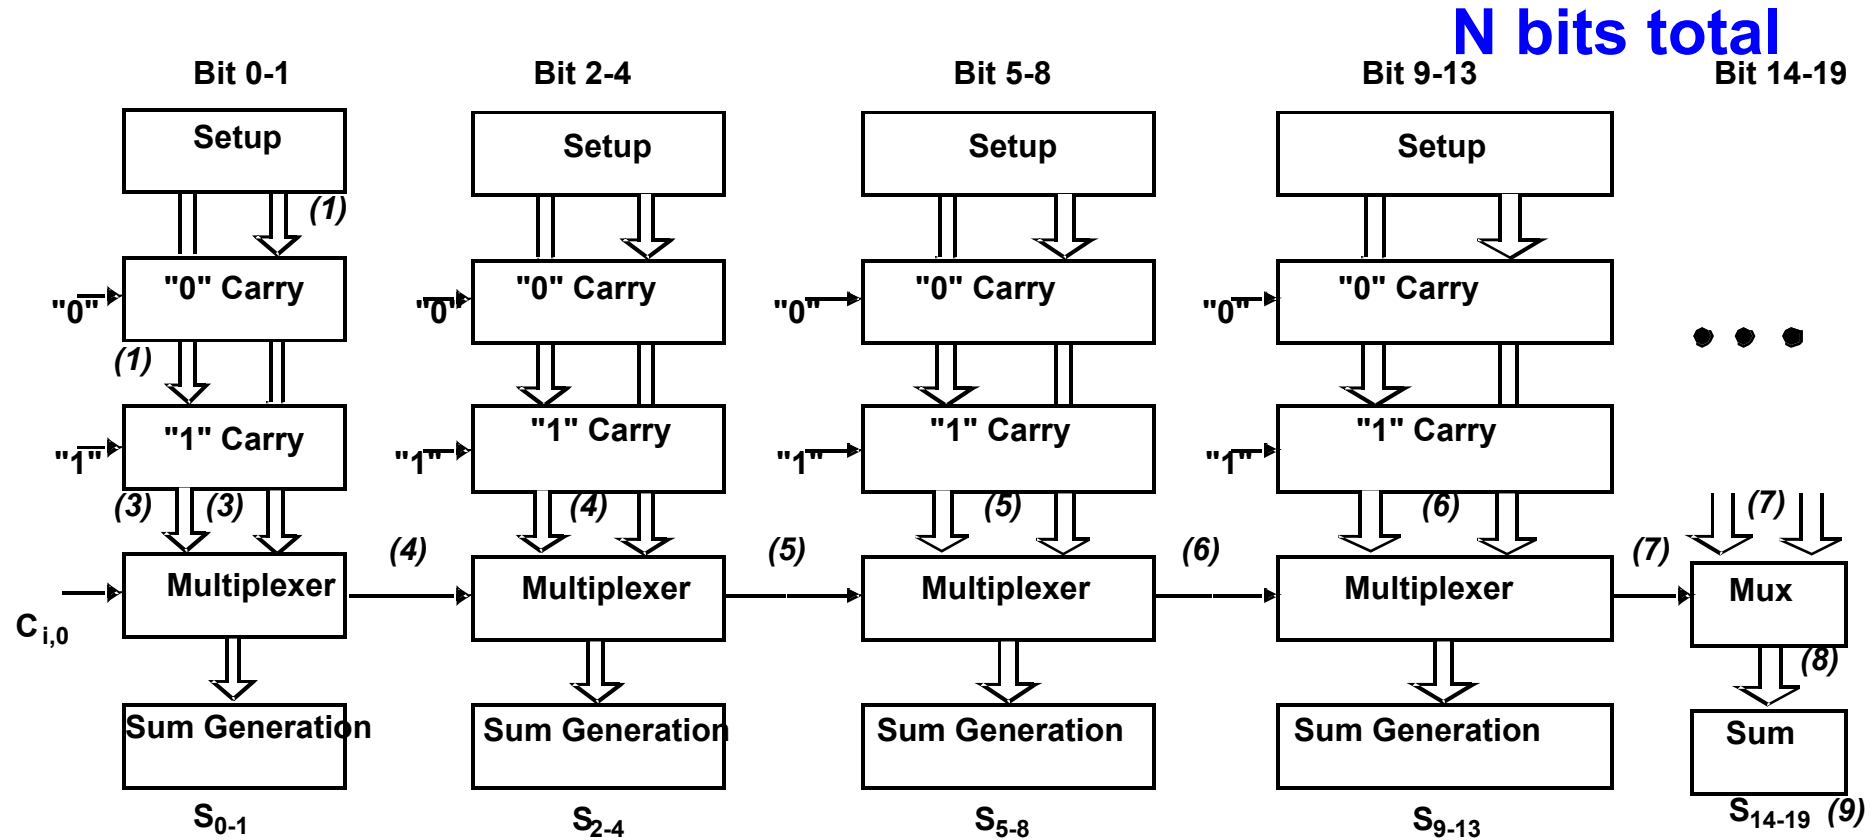 N bits total
Bit 0-1 Bit 2-4 Bit 5-8 Bit 9-13 Bit 14-19
Setup Setup Setup Setup
(1)
"0" "0" Carry "0" "0" Carry "0" "0" Carry "0" "0" Carry
(1)
"1" "1" Carry "1" "1" Carry "1" "1" Carry "1" "1" Carry
(3) (3) (4) (5) (6) (7)
(4) (5) (6) (7)
Multiplexer Multiplexer Multiplexer Multiplexer Mux
C i,0
(8)
Sum Generation Sum Generation Sum Generation Sum Generation Sum
S0-1 S2-4 S5-8 S9-13 S14-19 (9)